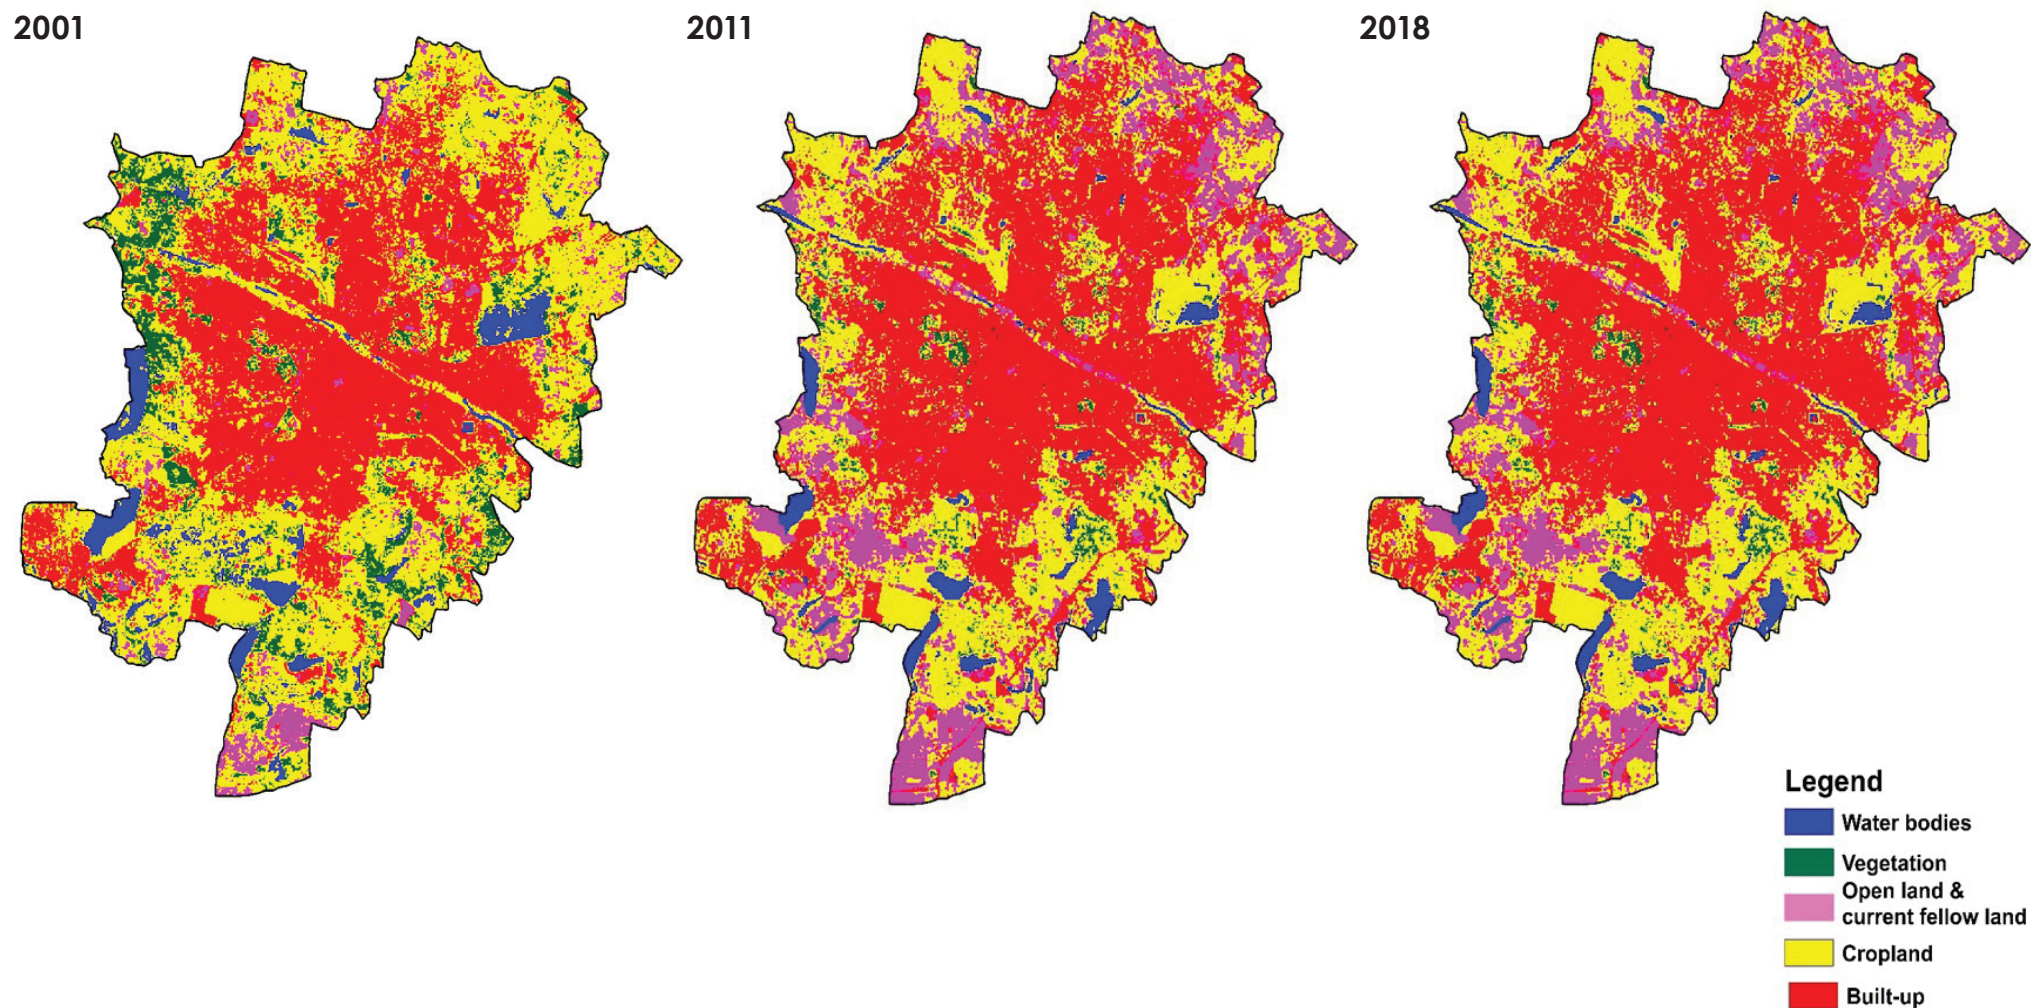 2001
2011
2018
Legend
Water bodies
Vegetation
Open land &
current fellow land
Cropland
Built-up